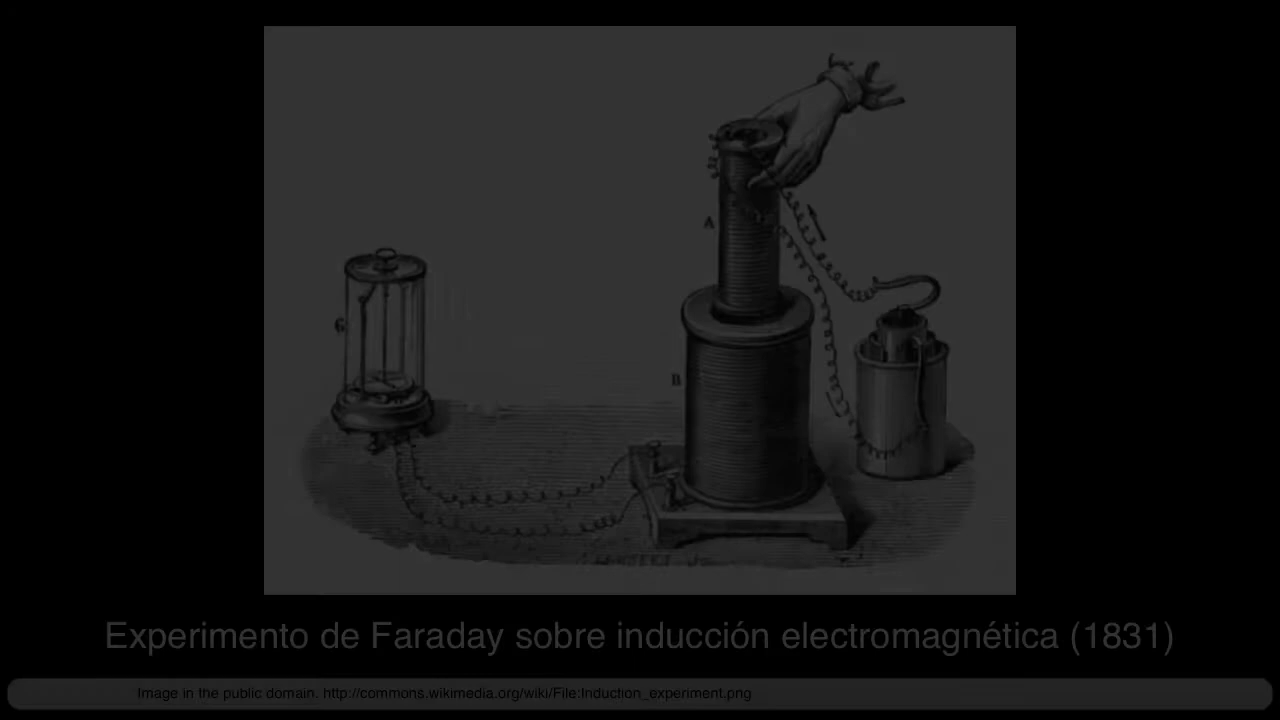 A
G
B
Experimento de Faraday sobre inducción electromagnética (1831)
Image in the public domain. http://commons.wikimedia.org/wiki/File:Induction_experiment.png